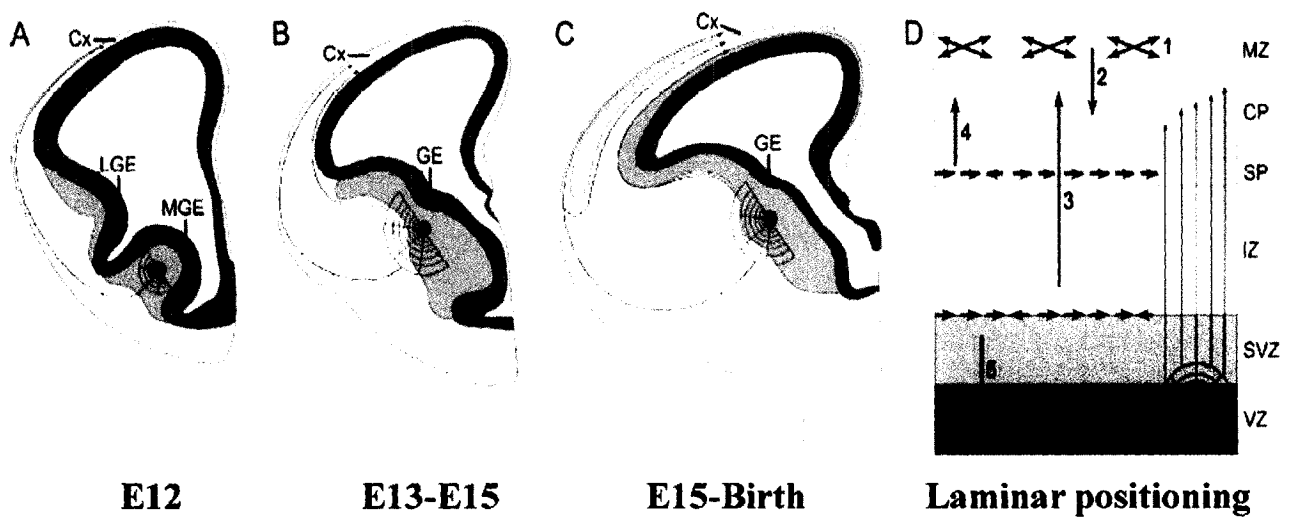 A
Cx
LGE
MGE
E12
B
Cx
GE
E13-E15
C
Cx
GE
E15-Birth
D
1
2
3
4
MZ
CP
SP
IZ
SVZ
VZ
Laminar positioning